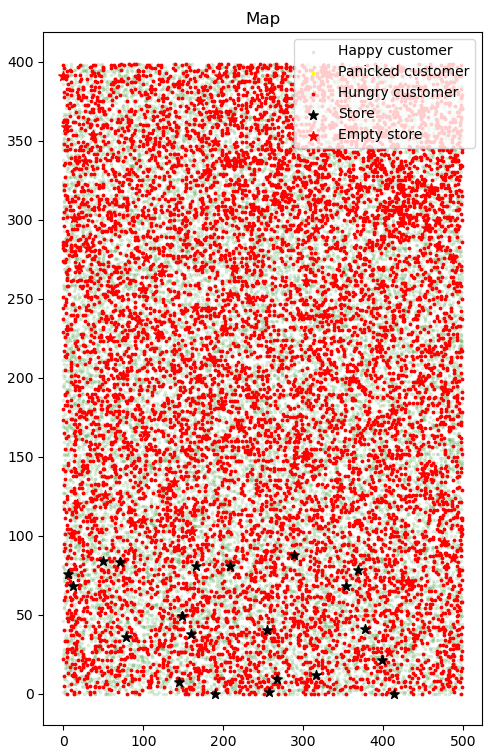 Map
Happy customer
Panicked customer
Hungry customer
Store
Empty store
400
350
300
250
200
150
100
50
0
0 100 200 300 400 500